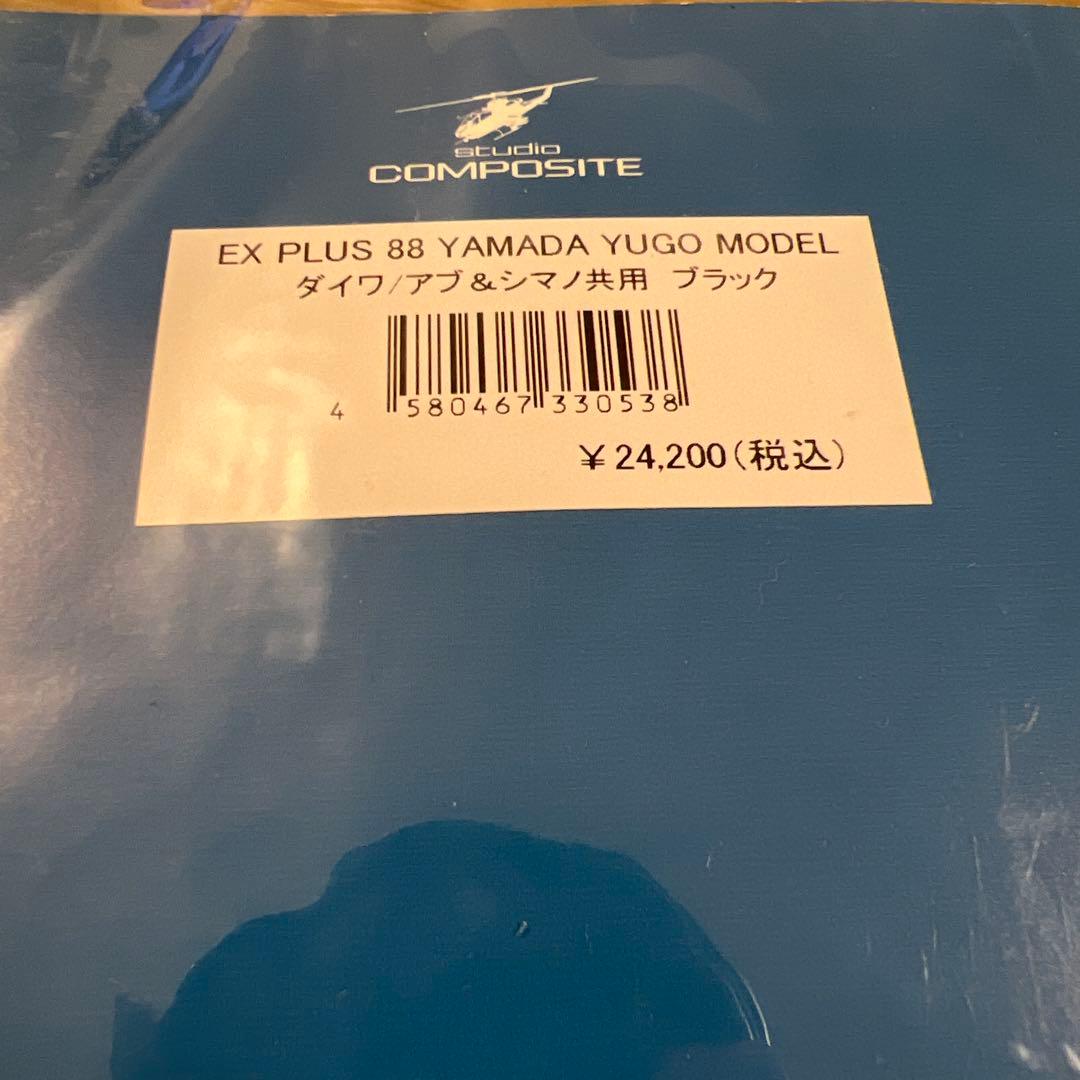 studio
COMPOSITE
EX PLUS 88 YAMADA YUGO MODEL
ダイワ/アブ&シマノ共用 ブラック
4 580467 330538
¥24,200(税込)